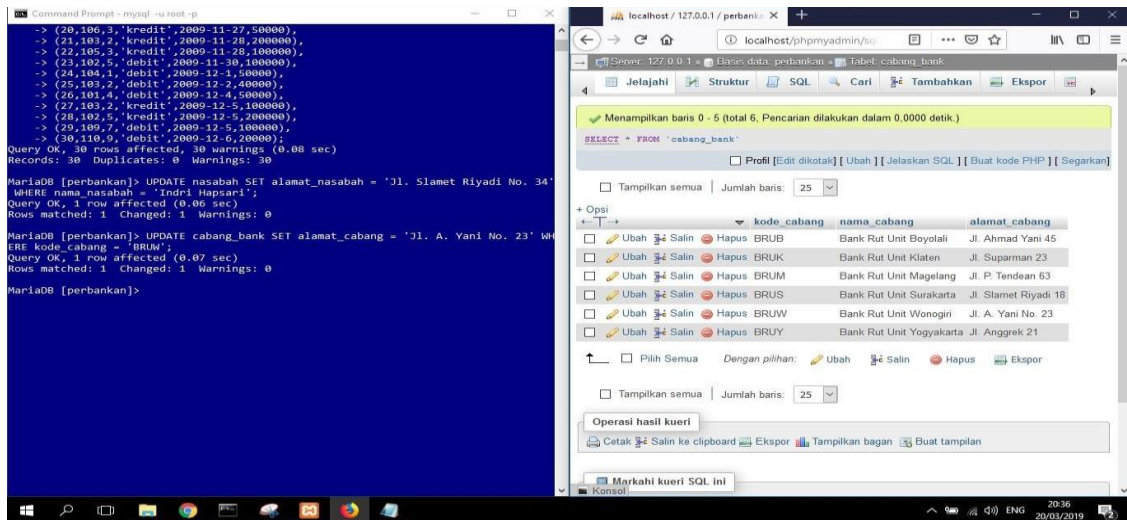 Command Prompt - mysql -u root -p
-> (20,106,3,'kredit',2009-11-27,50000),
-> (21,103,2,'kredit',2009-11-28,100000),
-> (22,105,3,'kredit',2009-11-28,100000),
-> (23,102,5,'debit',2009-11-30,100000),
-> (24,104,1,'debit',2009-12-1,50000),
-> (25,103,2,'debit',2009-12-2,40000),
-> (26,101,4,'debit',2009-12-4,50000),
-> (27,103,2,'kredit',2009-12-5,100000),
-> (28,102,5,'kredit',2009-12-5,200000),
-> (29,109,7,'debit',2009-12-5,100000),
-> (30,110,9,'debit',2009-12-6,20000);
Query OK, 30 rows affected, 30 warnings (0.08 sec)
Records: 30 Duplicates: 0 Warnings: 30
MariaDB [perbankan]> UPDATE nasabah SET alamat_nasabah = 'Jl. Slamet Riyadi No. 34'
WHERE nama_nasabah = 'Indri Hapsari';
Query OK, 1 row affected (0.06 sec)
Rows matched: 1 Changed: 1 Warnings: 0
MariaDB [perbankan]> UPDATE cabang_bank SET alamat_cabang = 'Jl. A. Yani No. 23' WH
ERE kode_cabang = 'BRUW';
Query OK, 1 row affected (0.07 sec)
Rows matched: 1 Changed: 1 Warnings: 0
MariaDB [perbankan]>
localhost / 127.0.0.1 / perbanka
localhost/phpmyadmin/sq
Server: 127.0.0.1 » Basis data: perbankan » Tabel: cabang_bank
Jelajahi Struktur SQL Cari Tambahkan Ekspor
Menampilkan baris 0 - 5 (total 6, Pencarian dilakukan dalam 0,0000 detik.)
SELECT * FROM `cabang_bank`
Profil [Edit dikotak] [ Ubah ] [ Jelaskan SQL ] [ Buat kode PHP ] [ Segarkan]
Tampilkan semua | Jumlah baris: 25
+ Opsi
kode_cabang nama_cabang alamat_cabang
Ubah Salin Hapus BRUB Bank Rut Unit Boyolali Jl. Ahmad Yani 45
Ubah Salin Hapus BRUK Bank Rut Unit Klaten Jl. Suparman 23
Ubah Salin Hapus BRUM Bank Rut Unit Magelang Jl. P. Tendean 63
Ubah Salin Hapus BRUS Bank Rut Unit Surakarta Jl. Slamet Riyadi 18
Ubah Salin Hapus BRUW Bank Rut Unit Wonogiri Jl. A. Yani No. 23
Ubah Salin Hapus BRUY Bank Rut Unit Yogyakarta Jl. Anggrek 21
Pilih Semua Dengan pilihan: Ubah Salin Hapus Ekspor
Tampilkan semua | Jumlah baris: 25
Operasi hasil kueri
Cetak Salin ke clipboard Ekspor Tampilkan bagan Buat tampilan
Markahi kueri SQL ini
Konsol
ENG
20:36
20/03/2019